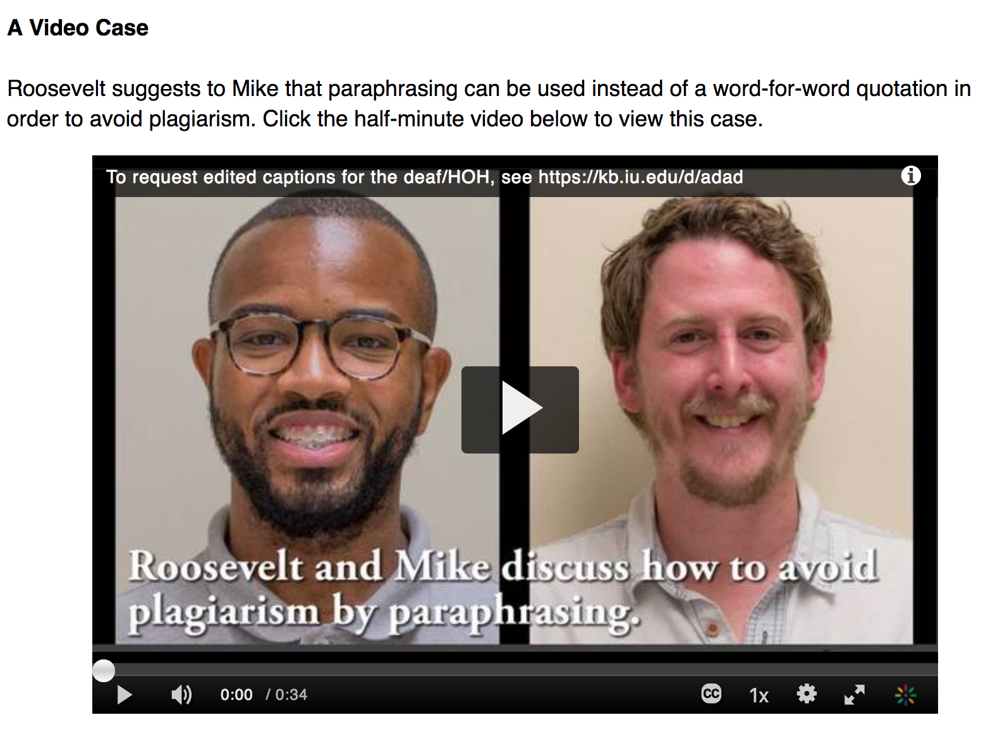 A Video Case
Roosevelt suggests to Mike that paraphrasing can be used instead of a word-for-word quotation in
order to avoid plagiarism. Click the half-minute video below to view this case.
To request edited captions for the deaf/HOH, see https://kb.iu.edu/d/adad
Roosevelt and Mike discuss how to avoid
plagiarism by paraphrasing.
0:00 / 0:34 CC 1x